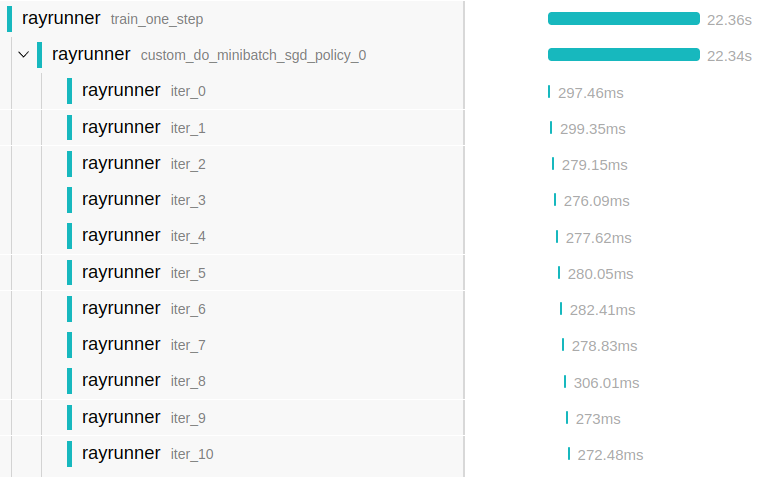 rayrunner train_one_step 22.36s
rayrunner custom_do_minibatch_sgd_policy_0 22.34s
rayrunner iter_0 297.46ms
rayrunner iter_1 299.35ms
rayrunner iter_2 279.15ms
rayrunner iter_3 276.09ms
rayrunner iter_4 277.62ms
rayrunner iter_5 280.05ms
rayrunner iter_6 282.41ms
rayrunner iter_7 278.83ms
rayrunner iter_8 306.01ms
rayrunner iter_9 273ms
rayrunner iter_10 272.48ms